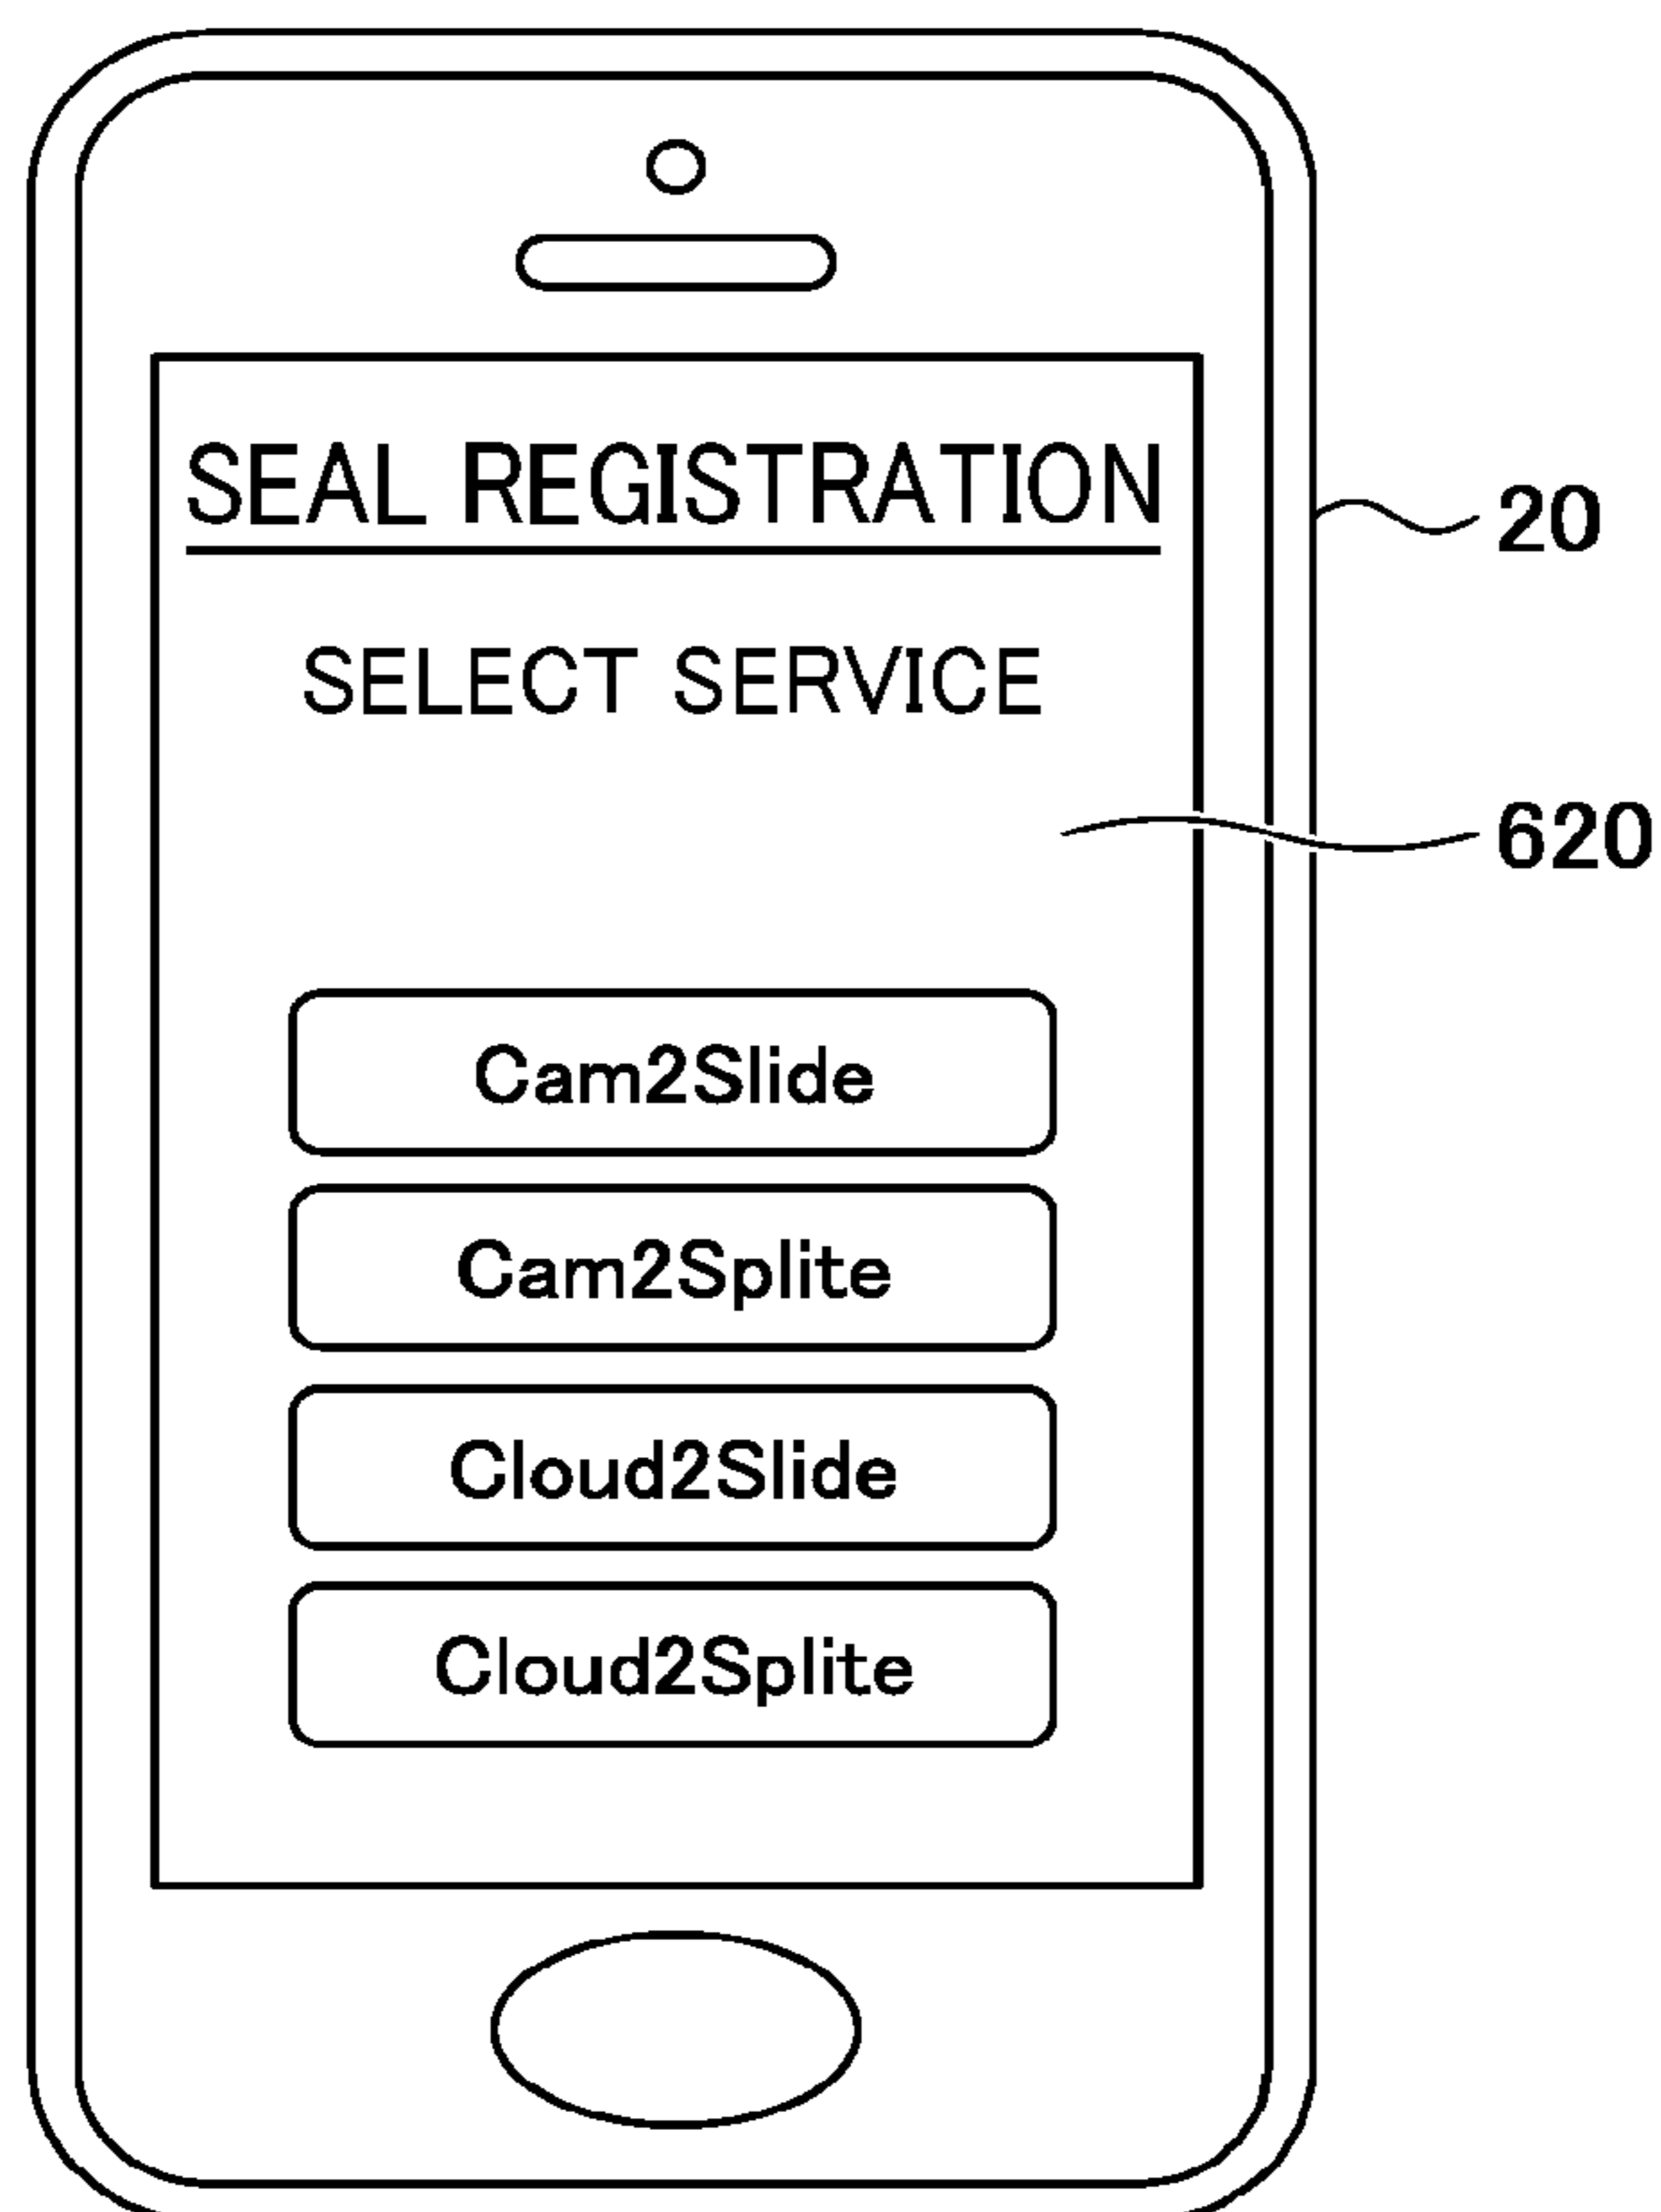 SEAL REGISTRATION
20
SELECT SERVICE
620
Cam2Slide
Cam2Splite
Cloud2Slide
Cloud2Splite